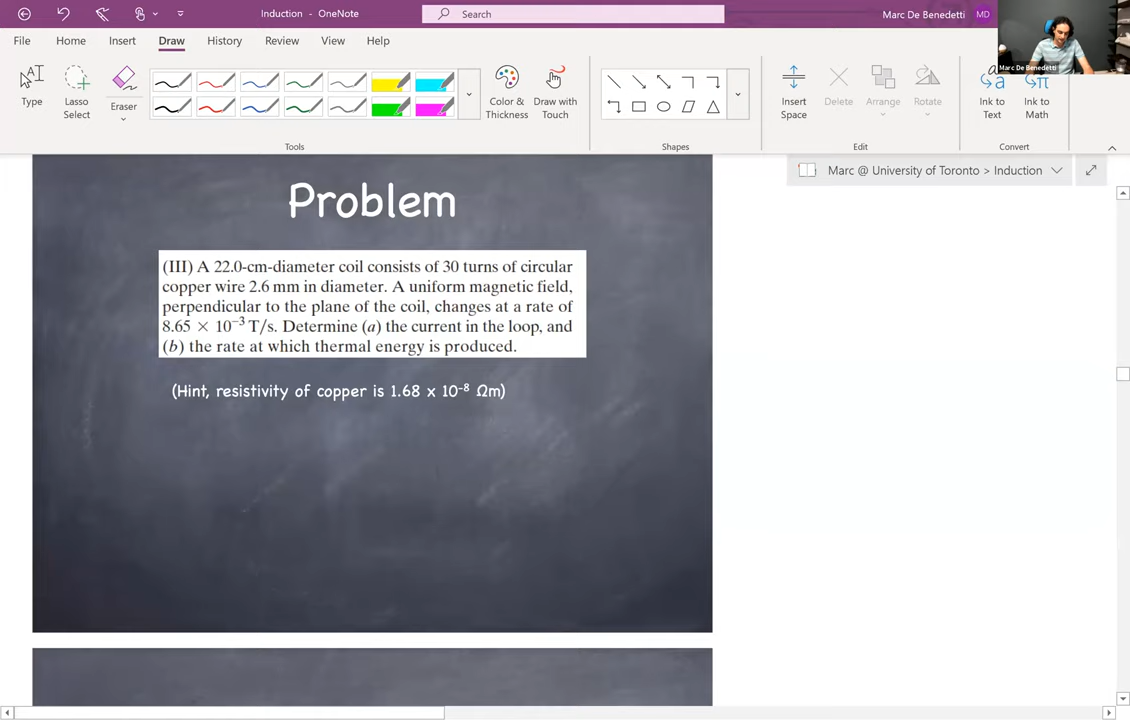 Induction - OneNote
Search
Marc De Benedetti
MD
File
Home
Insert
Draw
History
Review
View
Help
Marc De Benedetti
Type
Lasso
Select
Eraser
Color &
Thickness
Draw with
Touch
Insert
Space
Delete
Arrange
Rotate
Ink to
Text
Ink to
Math
Tools
Shapes
Edit
Convert
Marc @ University of Toronto > Induction
Problem
(III) A 22.0-cm-diameter coil consists of 30 turns of circular
copper wire 2.6 mm in diameter. A uniform magnetic field,
perpendicular to the plane of the coil, changes at a rate of
8.65 × 10⁻³ T/s. Determine (a) the current in the loop, and
(b) the rate at which thermal energy is produced.
(Hint, resistivity of copper is 1.68 x 10⁻⁸ Ωm)